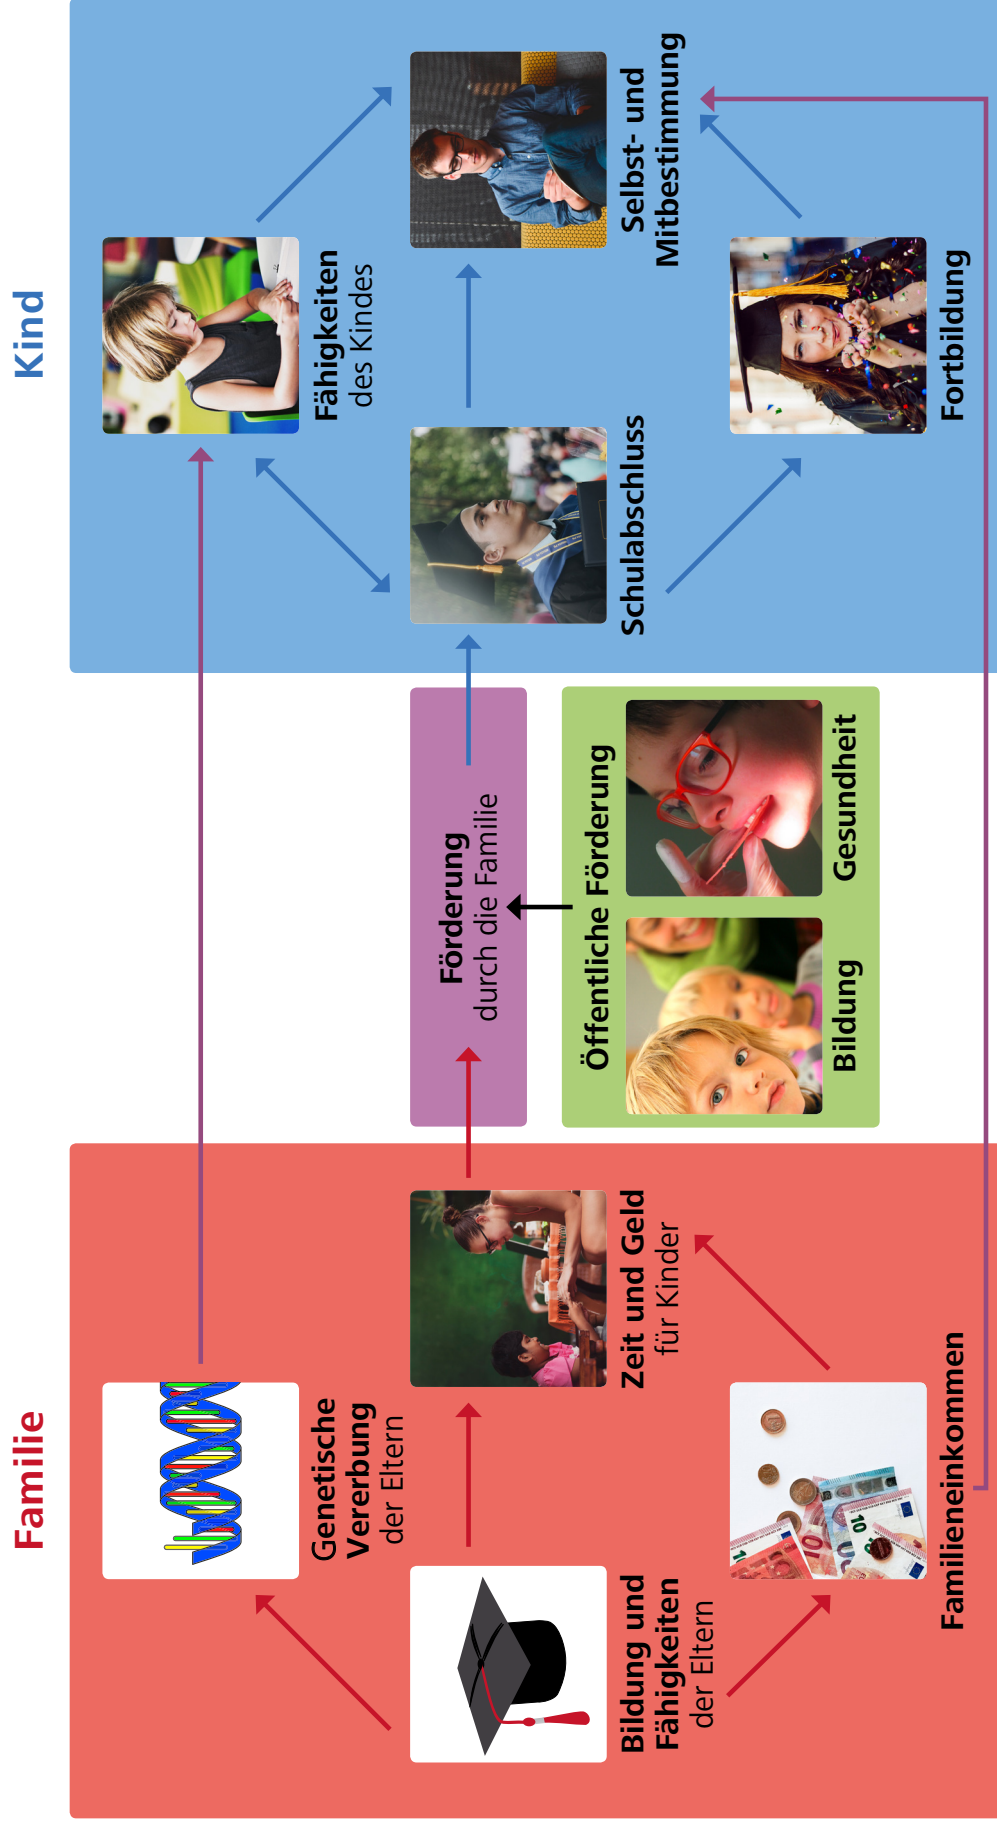 Familie
Kind
Genetische
Vererbung
der Eltern
Fähigkeiten
des Kindes
Bildung und
Fähigkeiten
der Eltern
Zeit und Geld
für Kinder
Förderung
durch die Familie
Schulabschluss
Selbst- und
Mitbestimmung
Öffentliche Förderung
Bildung
Gesundheit
Familieneinkommen
Fortbildung